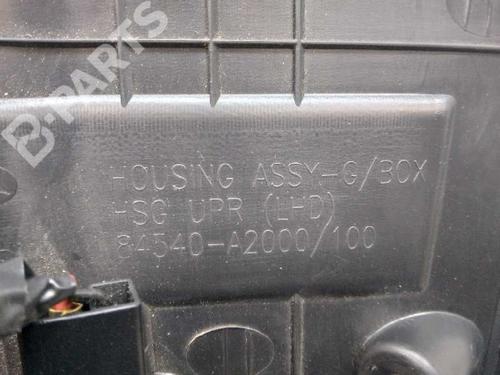 B-PARTS
HOUSING ASSY-G/BOX
HSG UPR (LHD)
84540-A2000/100